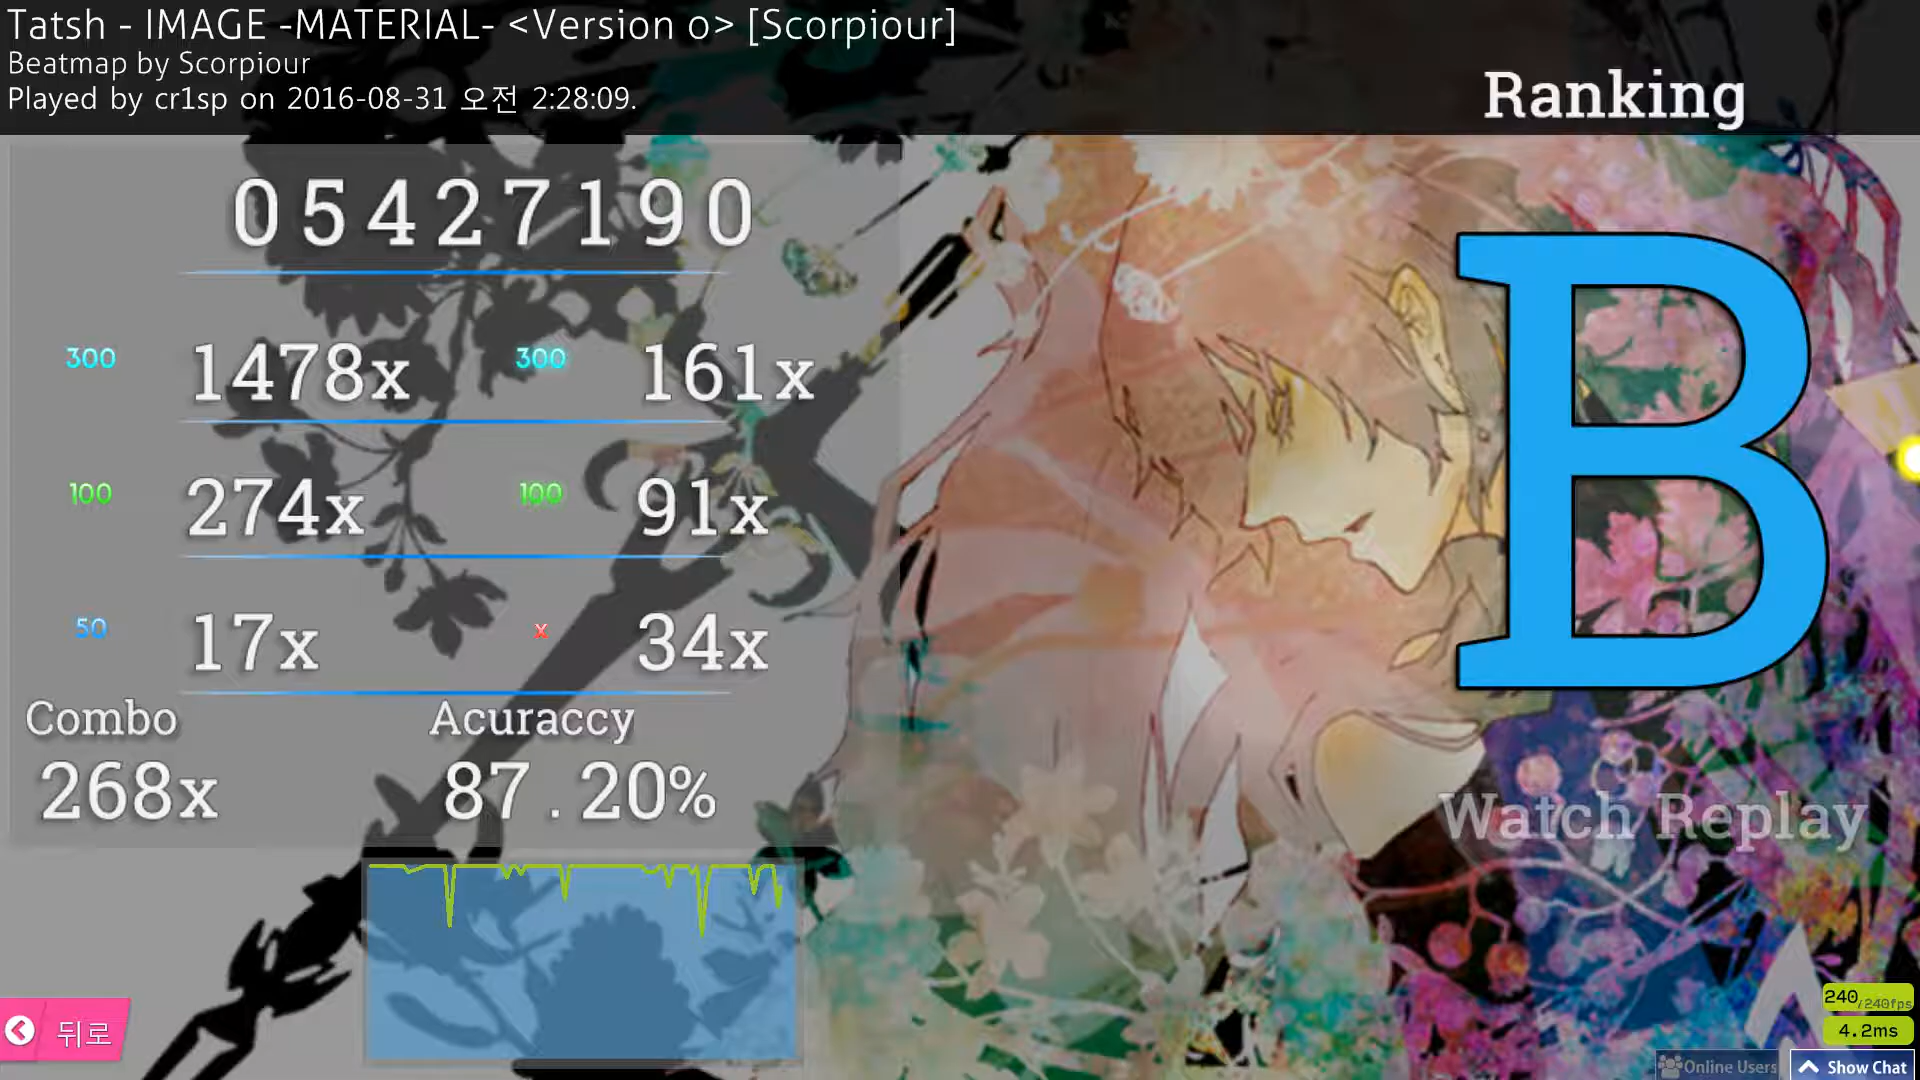 Tatsh - IMAGE -MATERIAL- <Version 0> [Scorpiour]
Beatmap by Scorpiour
Played by cr1sp on 2016-08-31 오전 2:28:09.
Ranking
05427190
300 1478x 300 161x
100 274x 100 91x
50 17x X 34x
Combo Acuraccy
268x 87.20%
B
Watch Replay
뒤로
240/240fps
4.2ms
Online Users
Show Chat